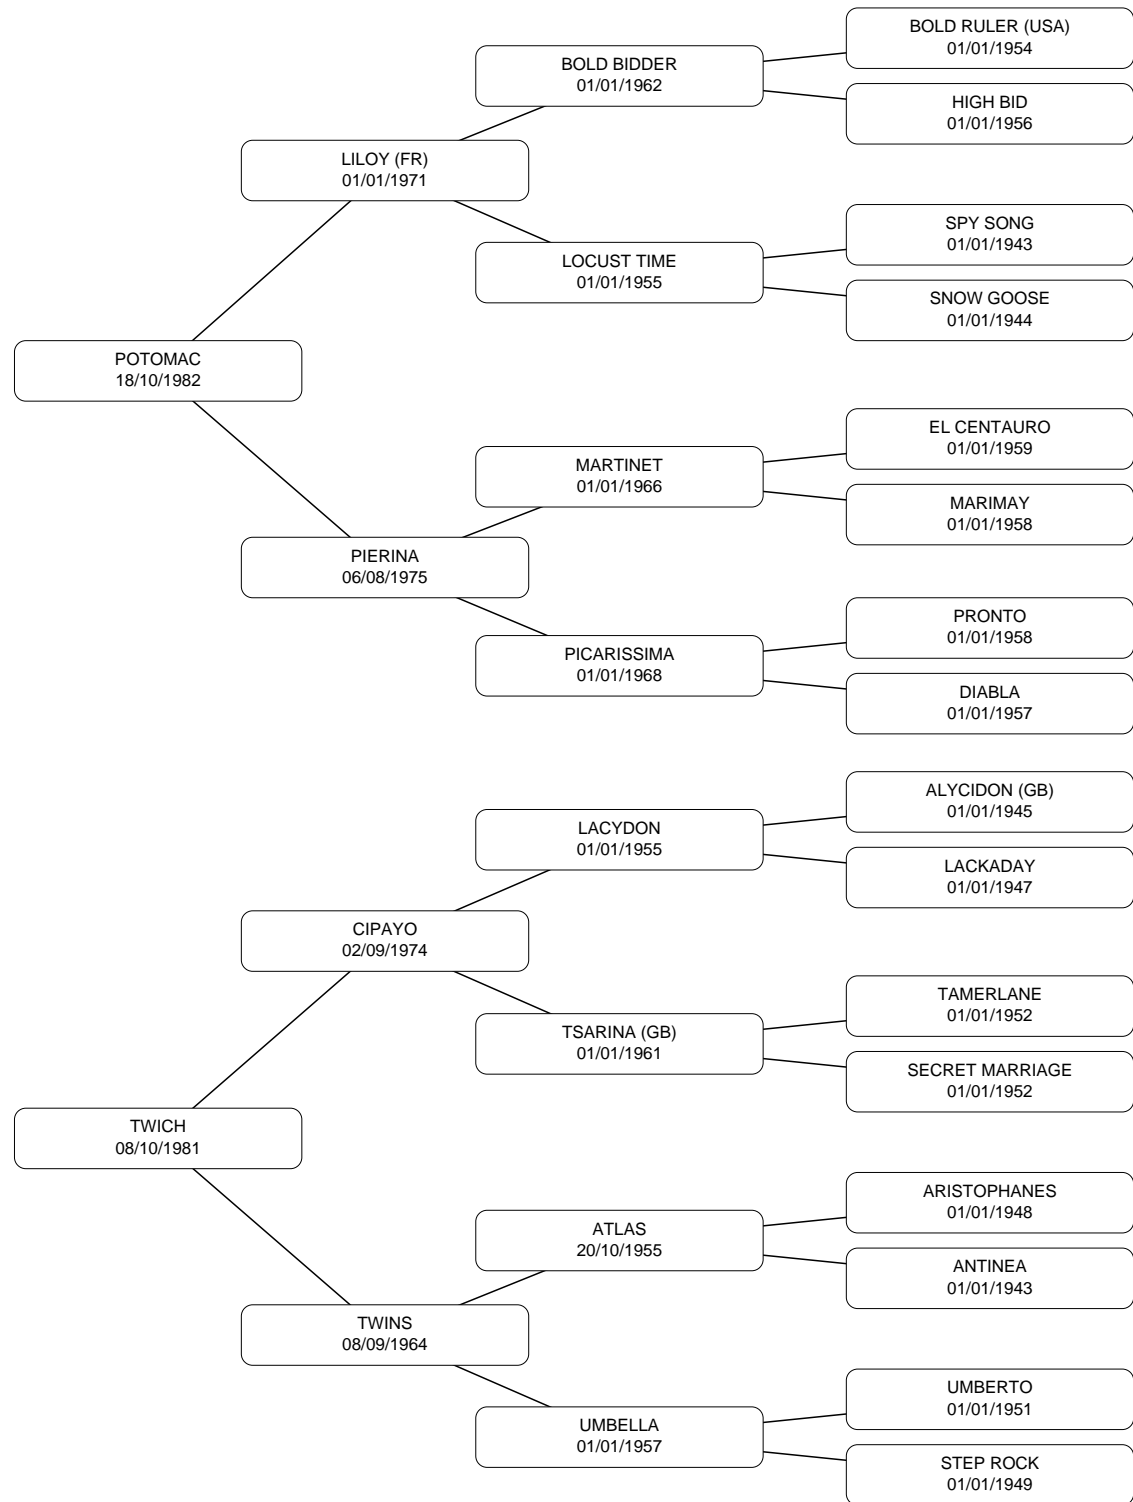 BOLD RULER (USA)
01/01/1954
BOLD BIDDER
01/01/1962
HIGH BID
01/01/1956
LILOY (FR)
01/01/1971
SPY SONG
01/01/1943
LOCUST TIME
01/01/1955
SNOW GOOSE
01/01/1944
POTOMAC
18/10/1982
EL CENTAURO
01/01/1959
MARTINET
01/01/1966
MARIMAY
01/01/1958
PIERINA
06/08/1975
PRONTO
01/01/1958
PICARISSIMA
01/01/1968
DIABLA
01/01/1957
ALYCIDON (GB)
01/01/1945
LACYDON
01/01/1955
LACKADAY
01/01/1947
CIPAYO
02/09/1974
TAMERLANE
01/01/1952
TSARINA (GB)
01/01/1961
SECRET MARRIAGE
01/01/1952
TWICH
08/10/1981
ARISTOPHANES
01/01/1948
ATLAS
20/10/1955
ANTINEA
01/01/1943
TWINS
08/09/1964
UMBERTO
01/01/1951
UMBELLA
01/01/1957
STEP ROCK
01/01/1949